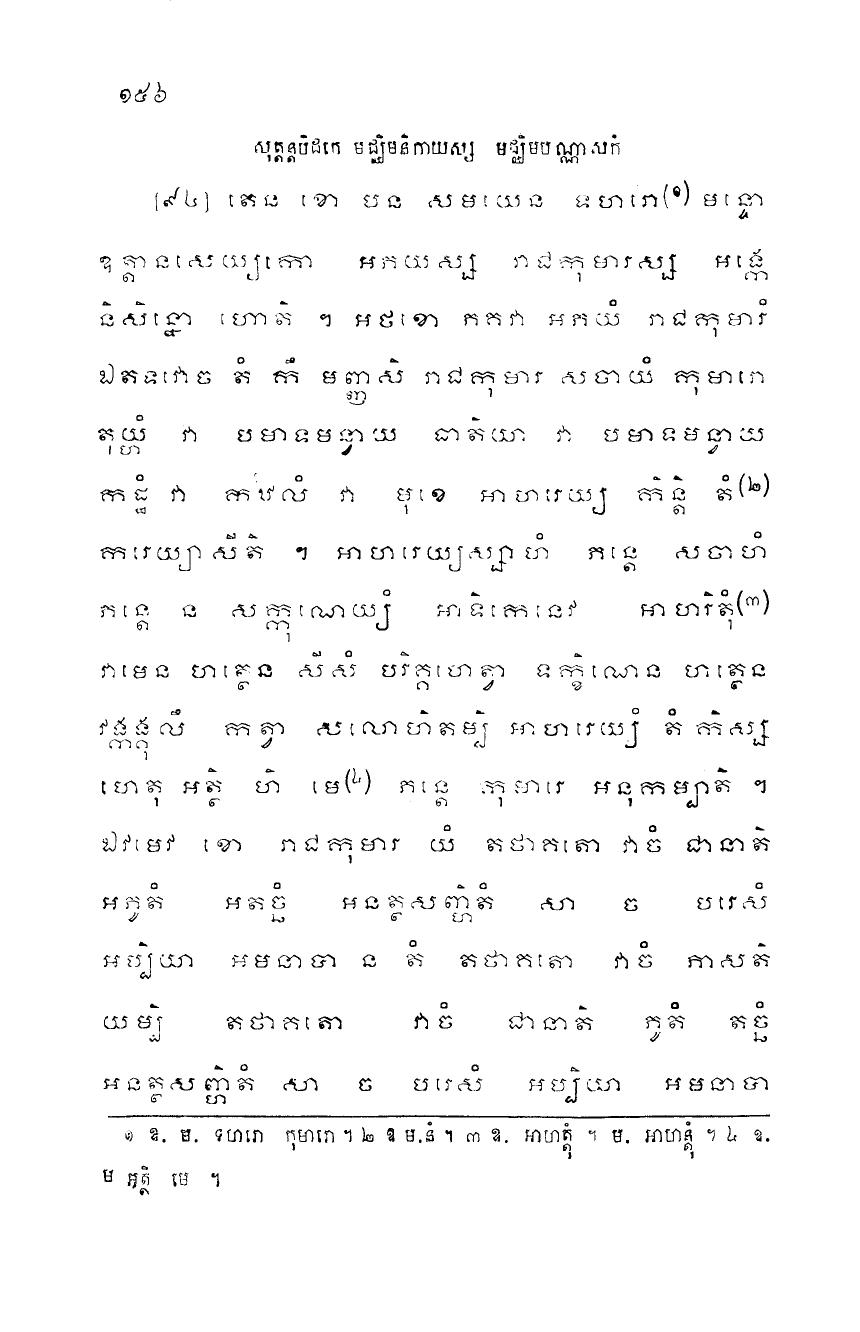 ១៥៦
សុត្តន្តបិដកេ មជ្ឈិមនិកាយស្ស មជ្ឈិមបណ្ណាសកំ
[៩៤] តេន ខោ បន សមយេន ទហរោ(១) មន្ទោ
ឧត្តានសេយ្យកោ អភយស្ស រាជកុមារស្ស អង្កេ
និសិន្នោ ហោតិ ។ អថខោ ភគវា អភយំ រាជកុមារំ
ឯតទវោច តំ កឹ មញ្ញសិ រាជកុមារ សចាយំ កុមារោ
តុយ្ហំ វា បមាទមន្វាយ ធាតិយា វា បមាទមន្វាយ
កដ្ឋំ វា កឋលំ វា មុខេ អាហរេយ្យ កិន្តិ តំ(២)
ករេយ្យាសីតិ ។ អាហរេយ្យស្សាហំ ភន្តេ សចាហំ
ភន្តេ ន សក្កុណេយ្យំ អាទិកេនេវ អាហរិតុំ(៣)
វាមេន ហត្ថេន សីសំ បរិគ្គហេត្វា ទក្ខិណេន ហត្ថេន
វង្កង្គុលឹ កត្វា សលោហិតម្បិ អាហរេយ្យំ តំ កិស្ស
ហេតុ អត្ថិ ហិ មេ(៤) ភន្តេ កុមារេ អនុកម្បាតិ ។
ឯវមេវ ខោ រាជកុមារ យំ តថាគតោ វាចំ ជានាតិ
អភូតំ អតច្ឆំ អនត្ថសញ្ហិតំ សា ច បរេសំ
អប្បិយា អមនាបា ន តំ តថាគតោ វាចំ ភាសតិ
យម្បិ តថាគតោ វាចំ ជានាតិ ភូតំ តច្ឆំ
អនត្ថសញ្ហិតំ សា ច បរេសំ អប្បិយា អមនាបា
១ ឱ. ម. ទហរោ កុមារោ ។ ២ ឱ ម.នំ ។ ៣ ឱ. អាហត្តុំ ។ ម. អាហន្តុំ ។ ៤ ឱ.
ម អត្ថិ មេ ។